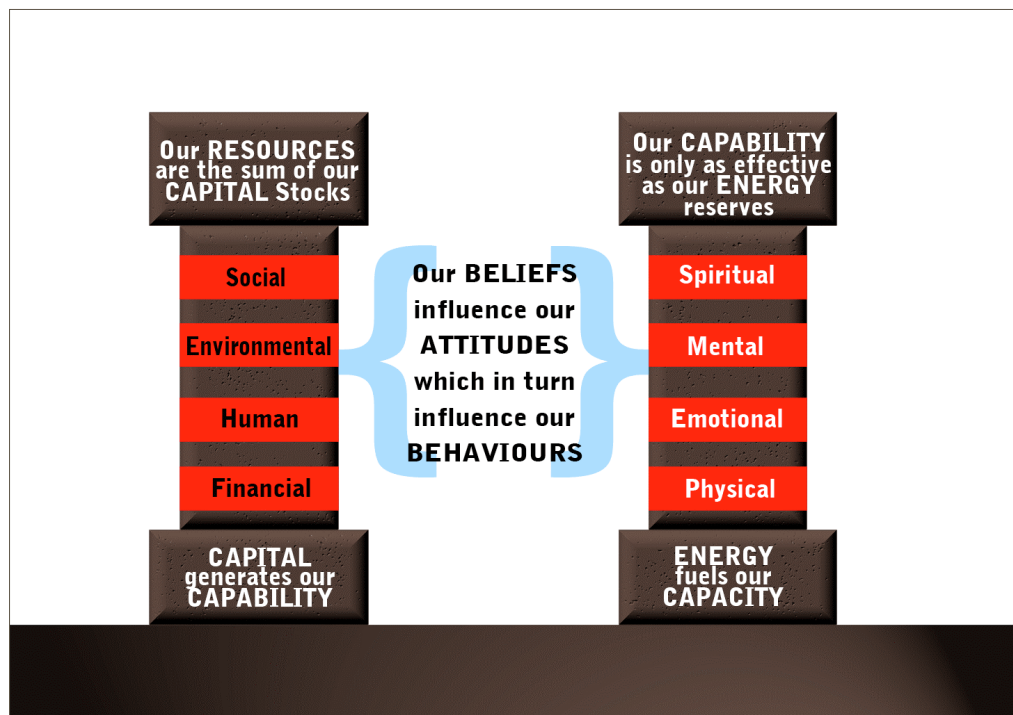 Our RESOURCES
are the sum of our
CAPITAL Stocks
Social
Environmental
Human
Financial
CAPITAL
generates our
CAPABILITY
Our BELIEFS
influence our
ATTITUDES
which in turn
influence our
BEHAVIOURS
Our CAPABILITY
is only as effective
as our ENERGY
reserves
Spiritual
Mental
Emotional
Physical
ENERGY
fuels our
CAPACITY